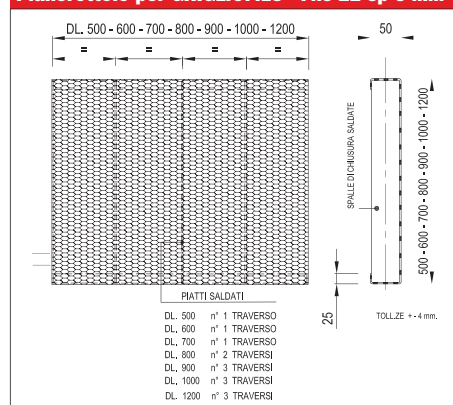 DL. 500 - 600 - 700 - 800 - 900 - 1000 - 1200
= = = =
50
SPALLE DI CHIUSURA SALDATE
500 - 600 - 700 - 800 - 900 - 1000 - 1200
25
TOLL.ZE + - 4 mm.
PIATTI SALDATI
DL. 500 n° 1 TRAVERSO
DL. 600 n° 1 TRAVERSO
DL. 700 n° 1 TRAVERSO
DL. 800 n° 2 TRAVERSI
DL. 900 n° 3 TRAVERSI
DL. 1000 n° 3 TRAVERSI
DL. 1200 n° 3 TRAVERSI